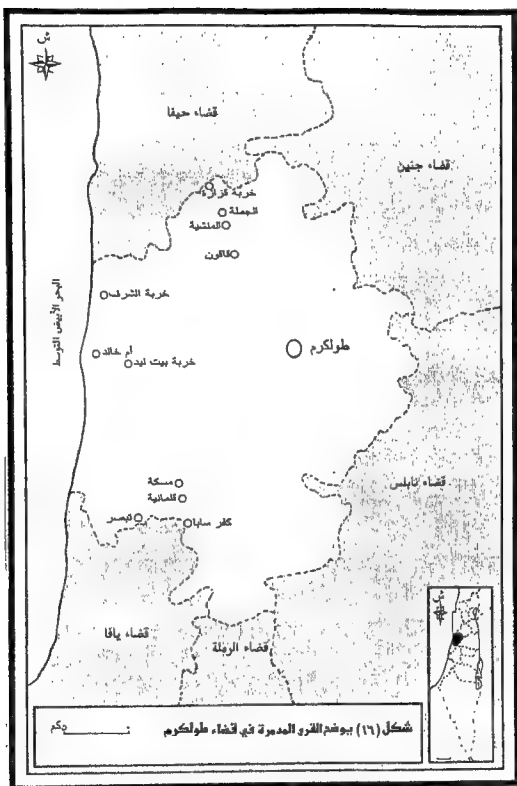 ش
قضاء حيفا
قضاء جنين
خربة
الجملة
المنشية
قاقون
خربة الشرف
البحر الأبيض المتوسط
أم خالد
خربة بيت ليد
طولكرم
مسكة
قلمانية
تبصر
كفر سابا
قضاء نابلس
قضاء يافا
قضاء الرملة
ش
شكل (١٦) يوضح القرى المدمرة في قضاء طولكرم
كم